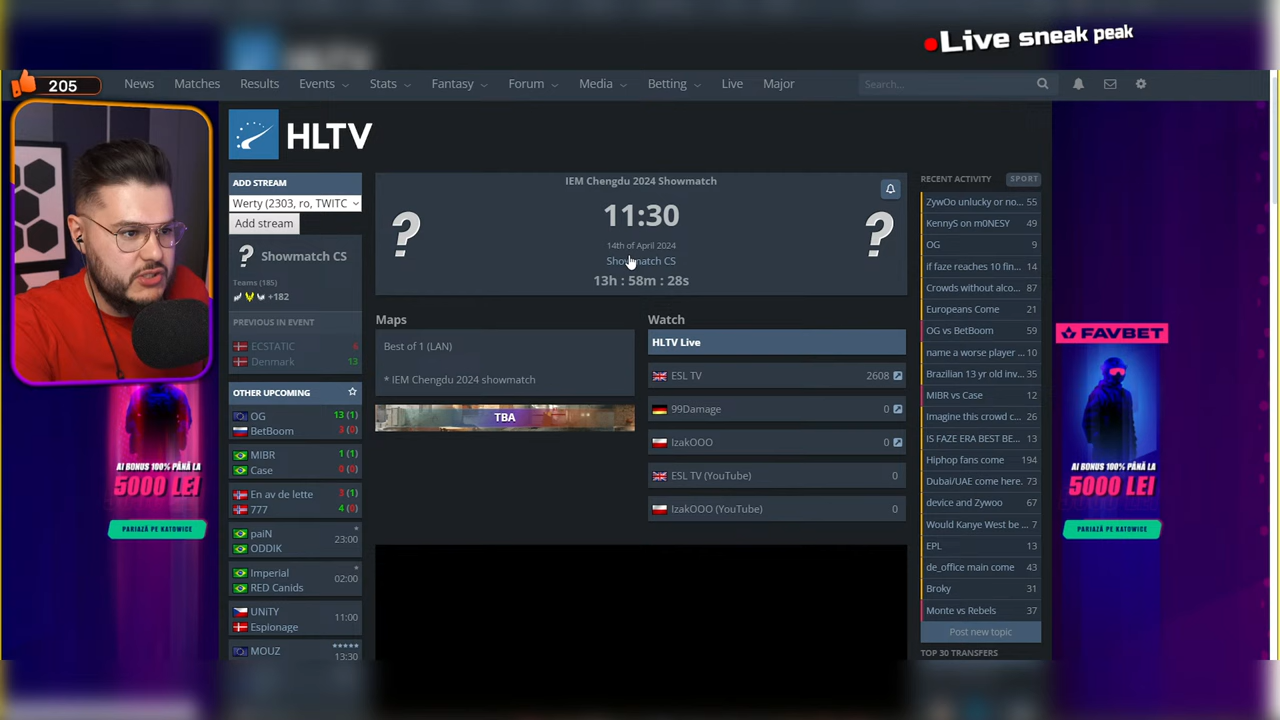 Live sneak peak
205
News Matches Results Events Stats Fantasy Forum Media Betting Live Major Search...
HLTV
ADD STREAM
Werty (2303, ro, TWITC
Add stream
? Showmatch CS
Teams (185)
+182
PREVIOUS IN EVENT
ECSTATIC 6
Denmark 13
OTHER UPCOMING
OG 13 (1)
BetBoom 3 (0)
MIBR 1 (1)
Case 0 (0)
En av de lette 3 (1)
777 4 (0)
paiN *
ODDIK 23:00
Imperial *
RED Canids 02:00
UNiTY
Espionage 11:00
MOUZ *****
13:30
IEM Chengdu 2024 Showmatch
? 11:30 ?
14th of April 2024
Showmatch CS
13h : 58m : 28s
Maps
Best of 1 (LAN)
* IEM Chengdu 2024 showmatch
TBA
Watch
HLTV Live
ESL TV 2608
99Damage 0
IzakOOO 0
ESL TV (YouTube) 0
IzakOOO (YouTube) 0
RECENT ACTIVITY SPORT
ZywOo unlucky or no... 55
KennyS on m0NESY 49
OG 9
if faze reaches 10 fin... 14
Crowds without alco... 87
Europeans Come 21
OG vs BetBoom 59
name a worse player ... 10
Brazilian 13 yr old inv... 35
MIBR vs Case 12
Imagine this crowd c... 26
IS FAZE ERA BEST BE... 13
Hiphop fans come 194
Dubai/UAE come here. 73
device and Zywoo 67
Would Kanye West be ... 7
EPL 13
de_office main come 43
Broky 31
Monte vs Rebels 37
Post new topic
TOP 30 TRANSFERS
AI BONUS 100% PÂNĂ LA
5000 LEI
PARIAZĂ PE KATOWICE
FAVBET
AI BONUS 100% PÂNĂ LA
5000 LEI
PARIAZĂ PE KATOWICE